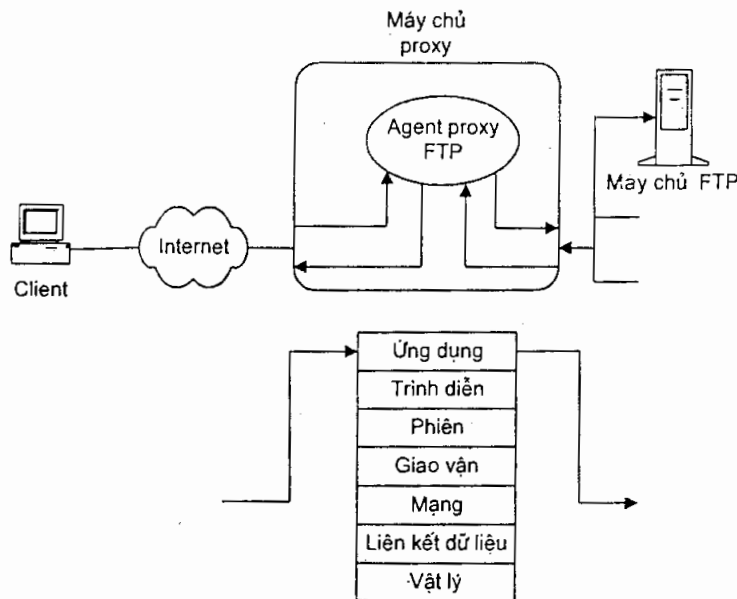 Máy chủ
proxy
Agent proxy
FTP
Máy chủ FTP
Internet
Client
Ứng dụng
Trình diễn
Phiên
Giao vận
Mạng
Liên kết dữ liệu
Vật lý